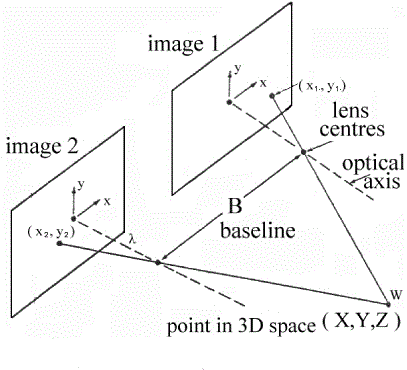 image 1
y
x
( x₁., y₁.)
lens
centres
image 2
optical
axis
y
x
B
baseline
( x₂, y₂)
λ
w
point in 3D space ( X,Y,Z )